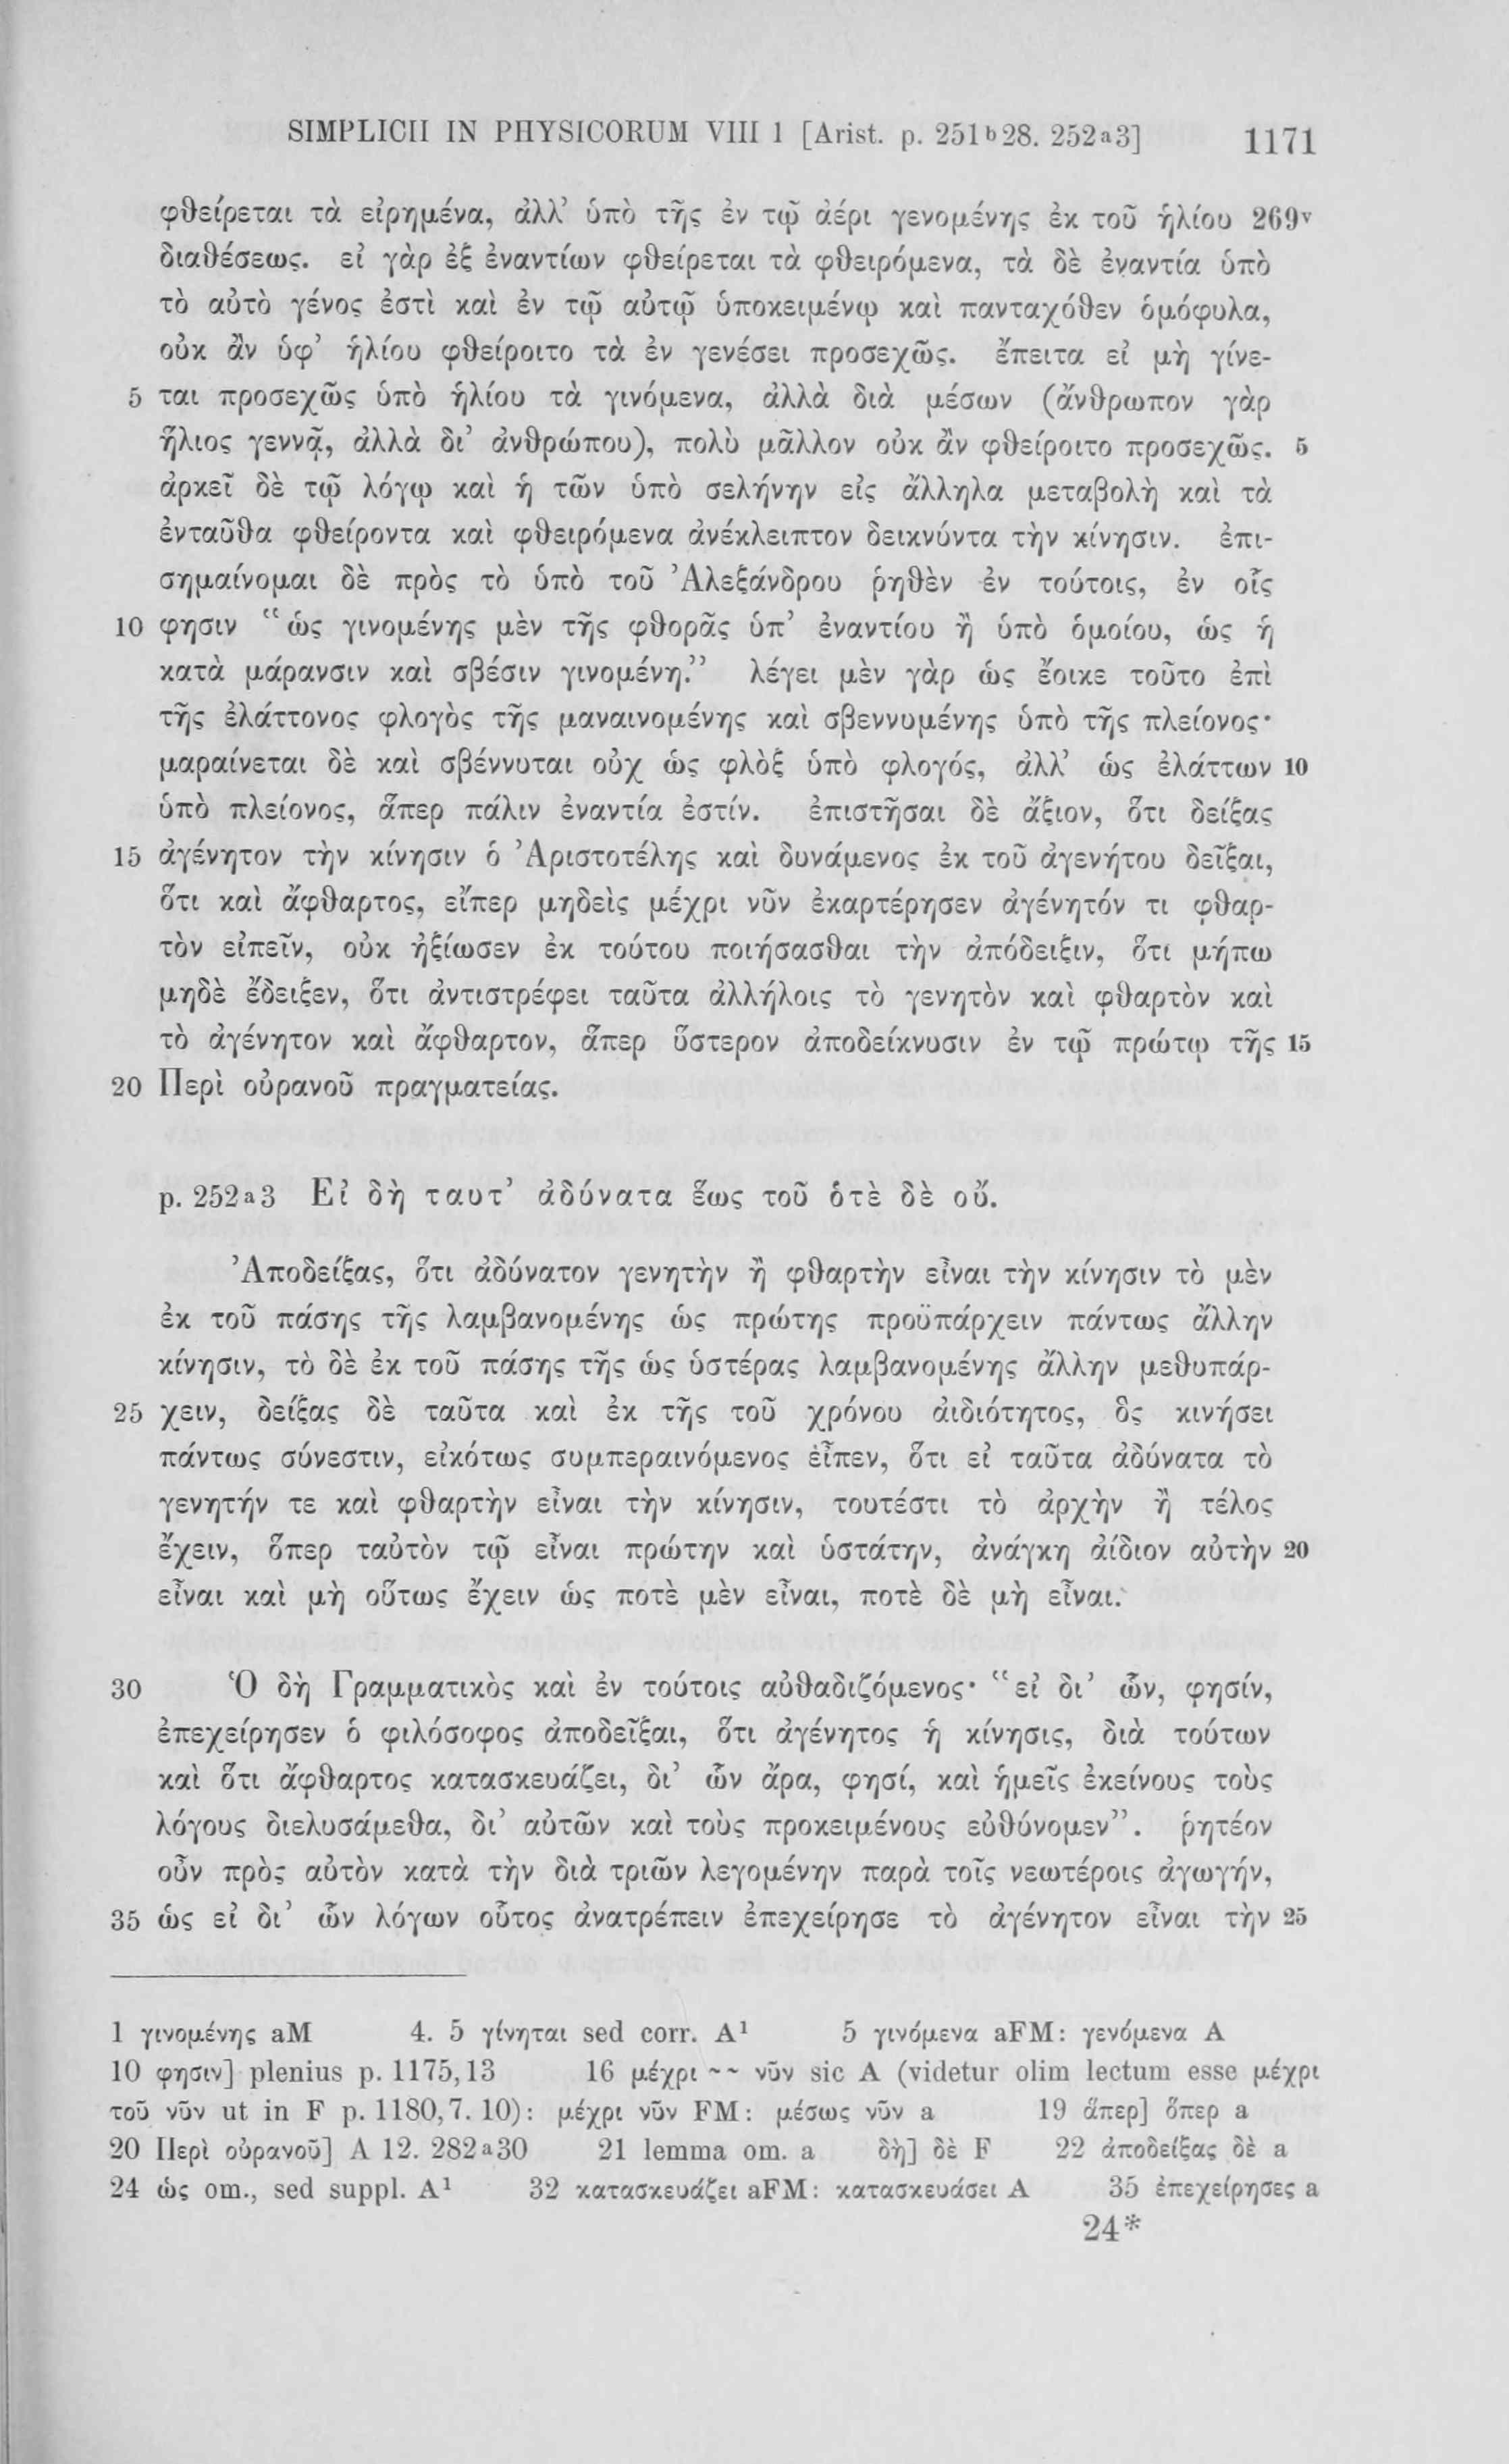 SIMPLICII IN PHYSICORUM VIII 1 [Arist. p. 251ᵇ28. 252ᵃ3] 1171
φθείρεται τὰ εἰρημένα, ἀλλ’ ὑπὸ τῆς ἐν τῷ ἀέρι γενομένης ἐκ τοῦ ἡλίου 269ᵛ
διαθέσεως. εἰ γὰρ ἐξ ἐναντίων φθείρεται τὰ φθειρόμενα, τὰ δὲ ἐναντία ὑπὸ
τὸ αὐτὸ γένος ἐστὶ καὶ ἐν τῷ αὐτῷ ὑποκειμένῳ καὶ πανταχόθεν ὁμόφυλα,
οὐκ ἂν ὑφ’ ἡλίου φθείροιτο τὰ ἐν γενέσει προσεχῶς. ἔπειτα εἰ μὴ γίνε-
5 ται προσεχῶς ὑπὸ ἡλίου τὰ γινόμενα, ἀλλὰ διὰ μέσων (ἄνθρωπον γὰρ
ἥλιος γεννᾷ, ἀλλὰ δι’ ἀνθρώπου), πολὺ μᾶλλον οὐκ ἂν φθείροιτο προσεχῶς. 5
ἀρκεῖ δὲ τῷ λόγῳ καὶ ἡ τῶν ὑπὸ σελήνην εἰς ἄλληλα μεταβολὴ καὶ τὰ
ἐνταῦθα φθείροντα καὶ φθειρόμενα ἀνέκλειπτον δεικνύντα τὴν κίνησιν. ἐπι-
σημαίνομαι δὲ πρὸς τὸ ὑπὸ τοῦ Ἀλεξάνδρου ῥηθὲν ἐν τούτοις, ἐν οἷς
10 φησιν “ὡς γινομένης μὲν τῆς φθορᾶς ὑπ’ ἐναντίου ἢ ὑπὸ ὁμοίου, ὡς ἡ
κατὰ μάρανσιν καὶ σβέσιν γινομένη.” λέγει μὲν γὰρ ὡς ἔοικε τοῦτο ἐπὶ
τῆς ἐλάττονος φλογὸς τῆς μαναινομένης καὶ σβεννυμένης ὑπὸ τῆς πλείονος·
μαραίνεται δὲ καὶ σβέννυται οὐχ ὡς φλὸξ ὑπὸ φλογός, ἀλλ’ ὡς ἐλάττων 10
ὑπὸ πλείονος, ἅπερ πάλιν ἐναντία ἐστίν. ἐπιστῆσαι δὲ ἄξιον, ὅτι δείξας
15 ἀγένητον τὴν κίνησιν ὁ Ἀριστοτέλης καὶ δυνάμενος ἐκ τοῦ ἀγενήτου δεῖξαι,
ὅτι καὶ ἄφθαρτος, εἴπερ μηδεὶς μέχρι νῦν ἐκαρτέρησεν ἀγένητόν τι φθαρ-
τὸν εἰπεῖν, οὐκ ἠξίωσεν ἐκ τούτου ποιήσασθαι τὴν ἀπόδειξιν, ὅτι μήπω
μηδὲ ἔδειξεν, ὅτι ἀντιστρέφει ταῦτα ἀλλήλοις τὸ γενητὸν καὶ φθαρτὸν καὶ
τὸ ἀγένητον καὶ ἄφθαρτον, ἅπερ ὕστερον ἀποδείκνυσιν ἐν τῷ πρώτῳ τῆς 15
20 Περὶ οὐρανοῦ πραγματείας.
p. 252ᵃ3 Εἰ δὴ ταυτ’ ἀδύνατα ἕως τοῦ ὁτὲ δὲ οὔ.
Ἀποδείξας, ὅτι ἀδύνατον γενητὴν ἢ φθαρτὴν εἶναι τὴν κίνησιν τὸ μὲν
ἐκ τοῦ πάσης τῆς λαμβανομένης ὡς πρώτης προϋπάρχειν πάντως ἄλλην
κίνησιν, τὸ δὲ ἐκ τοῦ πάσης τῆς ὡς ὑστέρας λαμβανομένης ἄλλην μεθυπάρ-
25 χειν, δείξας δὲ ταῦτα καὶ ἐκ τῆς τοῦ χρόνου ἀιδιότητος, ὃς κινήσει
πάντως σύνεστιν, εἰκότως συμπεραινόμενος εἶπεν, ὅτι εἰ ταῦτα ἀδύνατα τὸ
γενητήν τε καὶ φθαρτὴν εἶναι τὴν κίνησιν, τουτέστι τὸ ἀρχὴν ἢ τέλος
ἔχειν, ὅπερ ταὐτὸν τῷ εἶναι πρώτην καὶ ὑστάτην, ἀνάγκη ἀίδιον αὐτὴν 20
εἶναι καὶ μὴ οὕτως ἔχειν ὡς ποτὲ μὲν εἶναι, ποτὲ δὲ μὴ εἶναι.
30 Ὁ δὴ Γραμματικὸς καὶ ἐν τούτοις αὐθαδιζόμενος· “εἰ δι’ ὧν, φησίν,
ἐπεχείρησεν ὁ φιλόσοφος ἀποδεῖξαι, ὅτι ἀγένητος ἡ κίνησις, διὰ τούτων
καὶ ὅτι ἄφθαρτος κατασκευάζει, δι’ ὧν ἄρα, φησί, καὶ ἡμεῖς ἐκείνους τοὺς
λόγους διελυσάμεθα, δι’ αὐτῶν καὶ τοὺς προκειμένους εὐθύνομεν”. ῥητέον
οὖν πρὸς αὐτὸν κατὰ τὴν διὰ τριῶν λεγομένην παρὰ τοῖς νεωτέροις ἀγωγήν,
35 ὡς εἰ δι’ ὧν λόγων οὗτος ἀνατρέπειν ἐπεχείρησε τὸ ἀγένητον εἶναι τὴν 25
1 γινομένης aM 4. 5 γίνηται sed corr. A¹ 5 γινόμενα aFM: γενόμενα A
10 φησιν] plenius p. 1175,13 16 μέχρι ~~ νῦν sic A (videtur olim lectum esse μέχρι
τοῦ νῦν ut in F p. 1180,7. 10): μέχρι νῦν FM: μέσως νῦν a 19 ἅπερ] ὅπερ a
20 Περὶ οὐρανοῦ] A 12. 282ᵃ30 21 lemma om. a δὴ] δὲ F 22 ἀποδείξας δὲ a
24 ὡς om., sed suppl. A¹ 32 κατασκευάζει aFM: κατασκευάσει A 35 ἐπεχείρησες a
24*